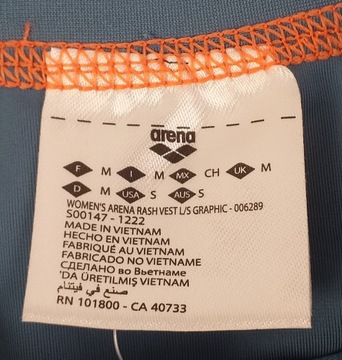 arena
F M I M MX CH UK M
D M USA S AUS S
WOMEN'S ARENA RASH VEST L/S GRAPHIC - 006289
S00147 - 1222
MADE IN VIETNAM
HECHO EN VIETNAM
FABRIQUÉ AU VIETNAM
FABRICADO NO VIETNAME
СДЕЛАНО во Вьетнаме
'DA ÜRETILMIŞ VIETNAM
صنع في فيتنام
RN 101800 - CA 40733